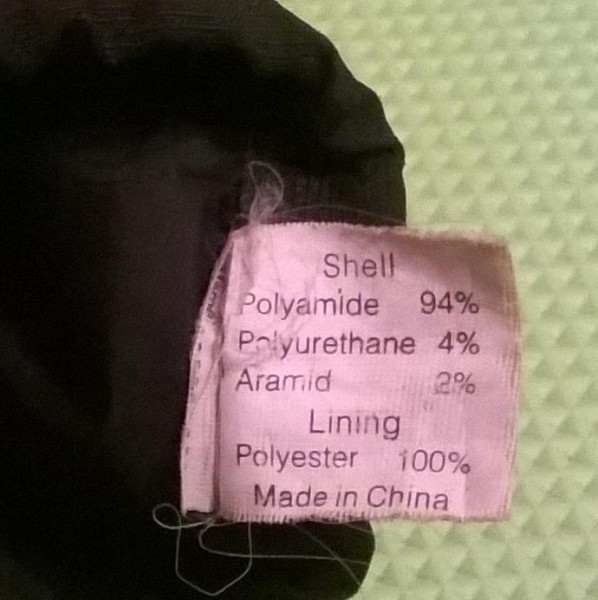 Shell
Polyamide 94%
Polyurethane 4%
Aramid 2%
Lining
Polyester 100%
Made in China